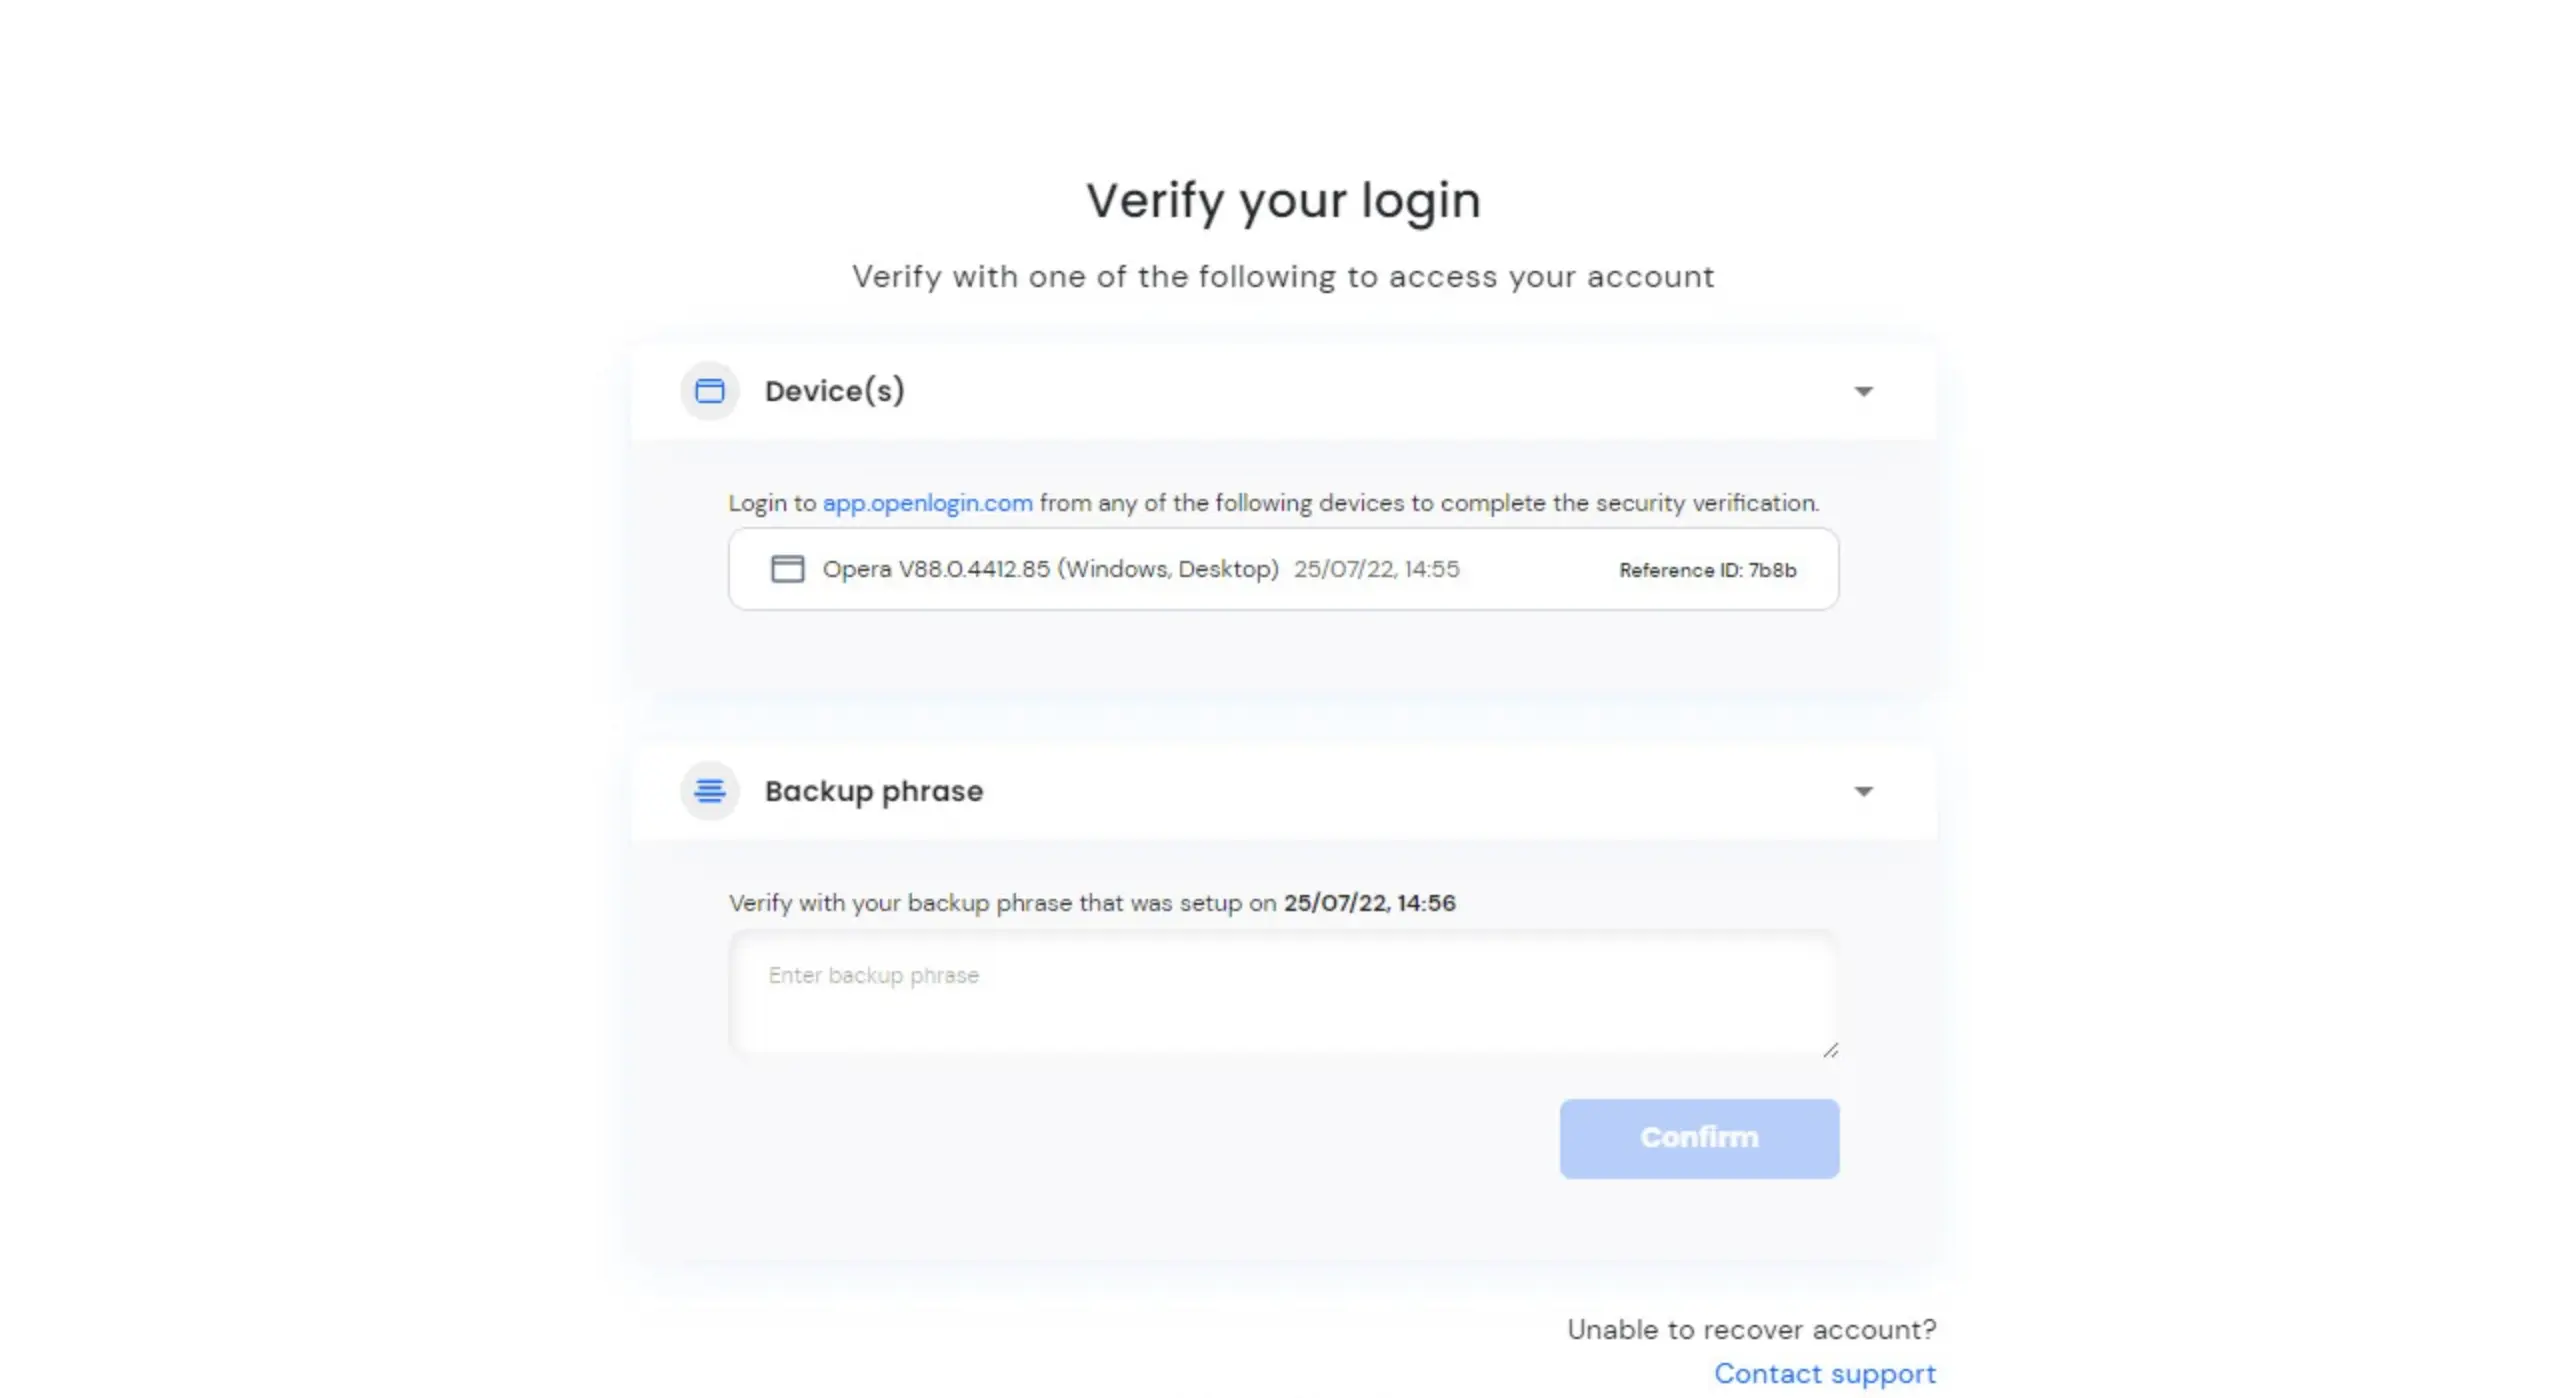 Verify your login
Verify with one of the following to access your account
Device(s)
Login to app.openlogin.com from any of the following devices to complete the security verification.
Opera V88.0.4412.85 (Windows, Desktop) 25/07/22, 14:55 Reference ID: 7b8b
Backup phrase
Verify with your backup phrase that was setup on 25/07/22, 14:56
Enter backup phrase
Confirm
Unable to recover account?
Contact support